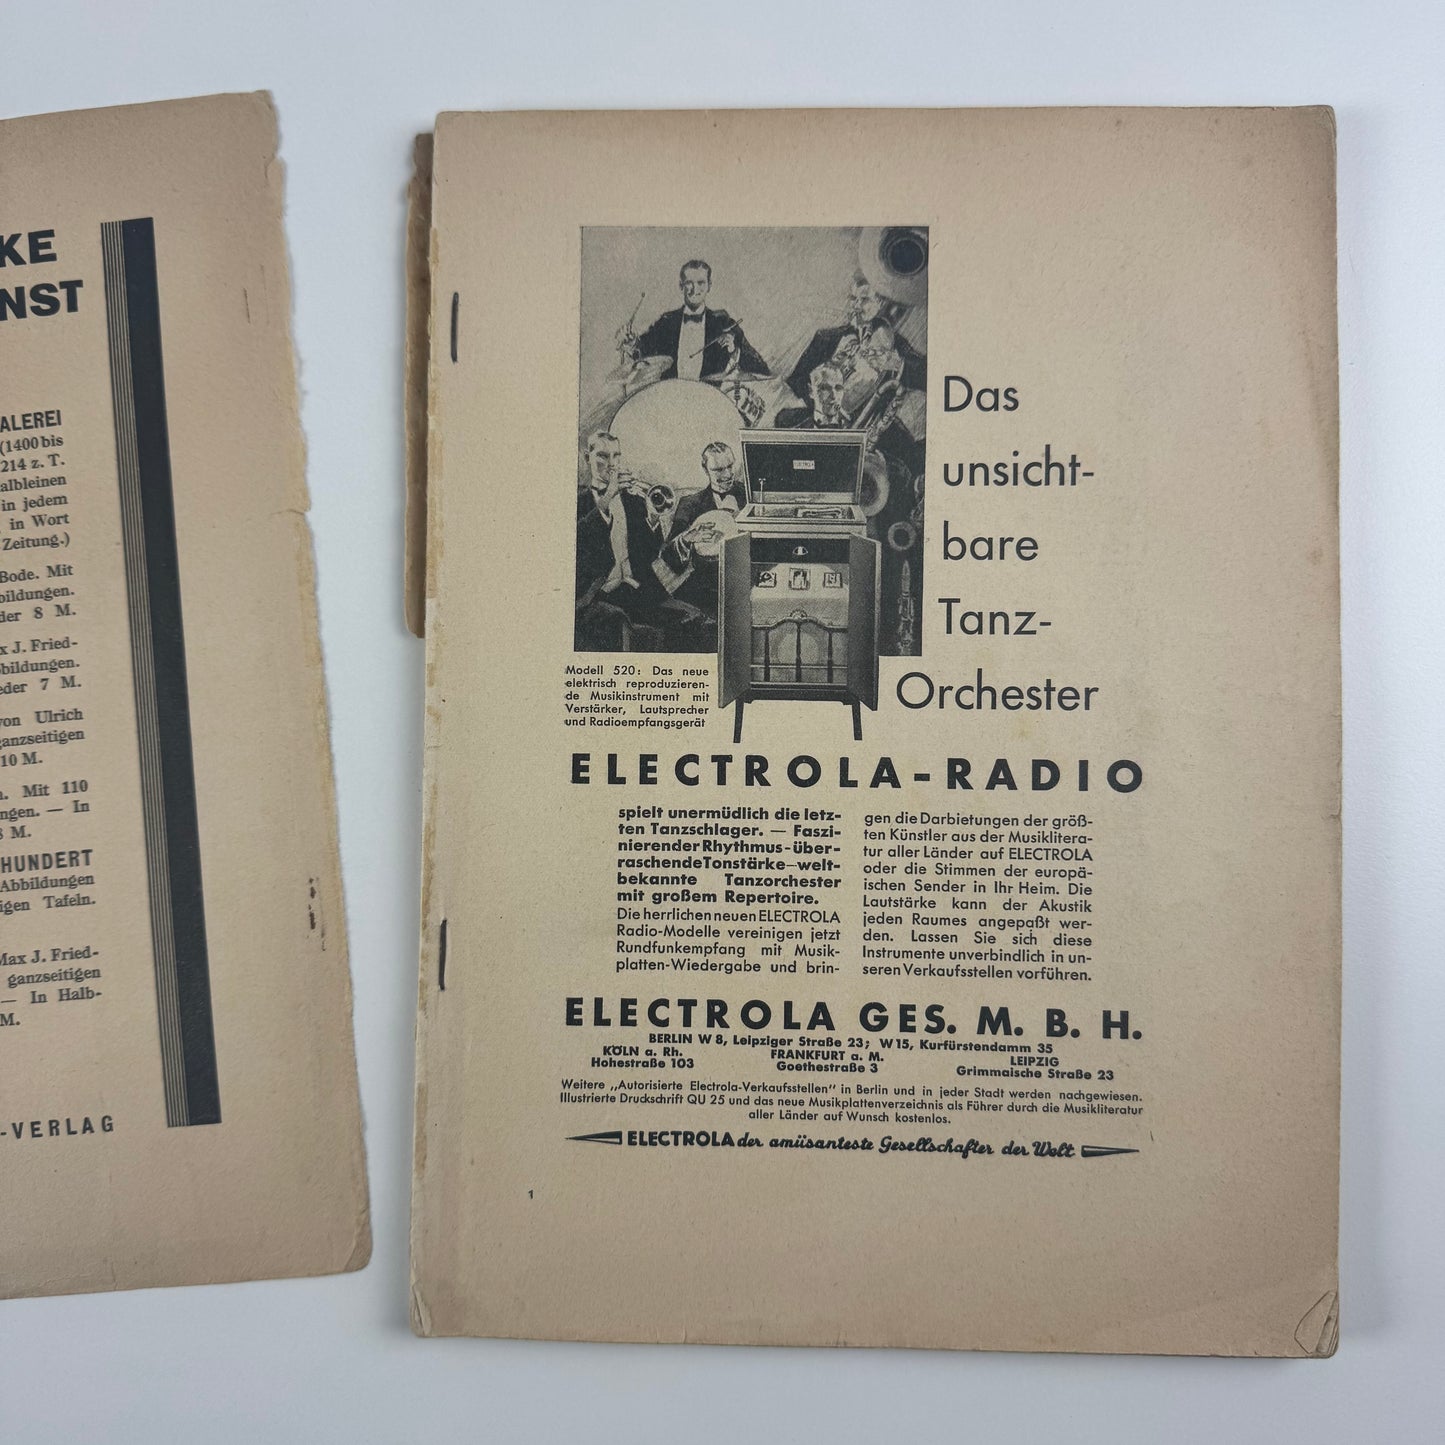 KE
NST
ALEREI
(1400 bis
214 z. T.
albleinen
in jedem
in Wort
Zeitung.)
Bode. Mit
bildungen.
der 8 M.
x J. Fried-
bbildungen.
eder 7 M.
von Ulrich
ganzseitigen
10 M.
n. Mit 110
ngen. — In
8 M.
HUNDERT
Abbildungen
igen Tafeln.
Max J. Fried-
ganzseitigen
— In Halb-
M.
-VERLAG
Das
unsicht-
bare
Tanz-
Orchester
Modell 520: Das neue
elektrisch reproduzieren-
de Musikinstrument mit
Verstärker, Lautsprecher
und Radioempfangsgerät
ELECTROLA-RADIO
spielt unermüdlich die letz-
ten Tanzschlager. — Faszi-
nierender Rhythmus - über-
raschende Tonstärke — welt-
bekannte Tanzorchester
mit großem Repertoire.
Die herrlichen neuen ELECTROLA
Radio-Modelle vereinigen jetzt
Rundfunkempfang mit Musik-
platten-Wiedergabe und brin-
gen die Darbietungen der größ-
ten Künstler aus der Musiklitera-
tur aller Länder auf ELECTROLA
oder die Stimmen der europä-
ischen Sender in Ihr Heim. Die
Lautstärke kann der Akustik
jeden Raumes angepaßt wer-
den. Lassen Sie sich diese
Instrumente unverbindlich in un-
seren Verkaufsstellen vorführen.
ELECTROLA GES. M. B. H.
BERLIN W 8, Leipziger Straße 23; W 15, Kurfürstendamm 35
KÖLN a. Rh. FRANKFURT a. M. LEIPZIG
Hohestraße 103 Goethestraße 3 Grimmaische Straße 23
Weitere „Autorisierte Electrola-Verkaufsstellen" in Berlin und in jeder Stadt werden nachgewiesen.
Illustrierte Druckschrift QU 25 und das neue Musikplattenverzeichnis als Führer durch die Musikliteratur
aller Länder auf Wunsch kostenlos.
ELECTROLA der amüsanteste Gesellschafter der Welt
1